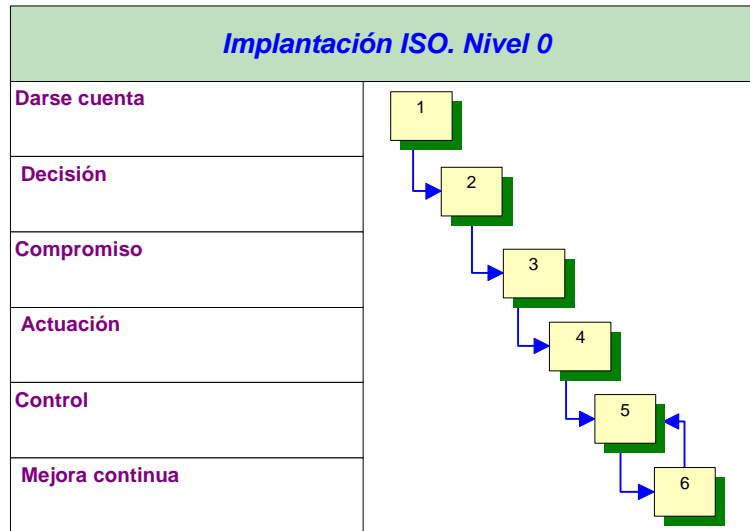 Implantación ISO. Nivel 0
Darse cuenta
1
Decisión
2
Compromiso
3
Actuación
4
Control
5
Mejora continua
6